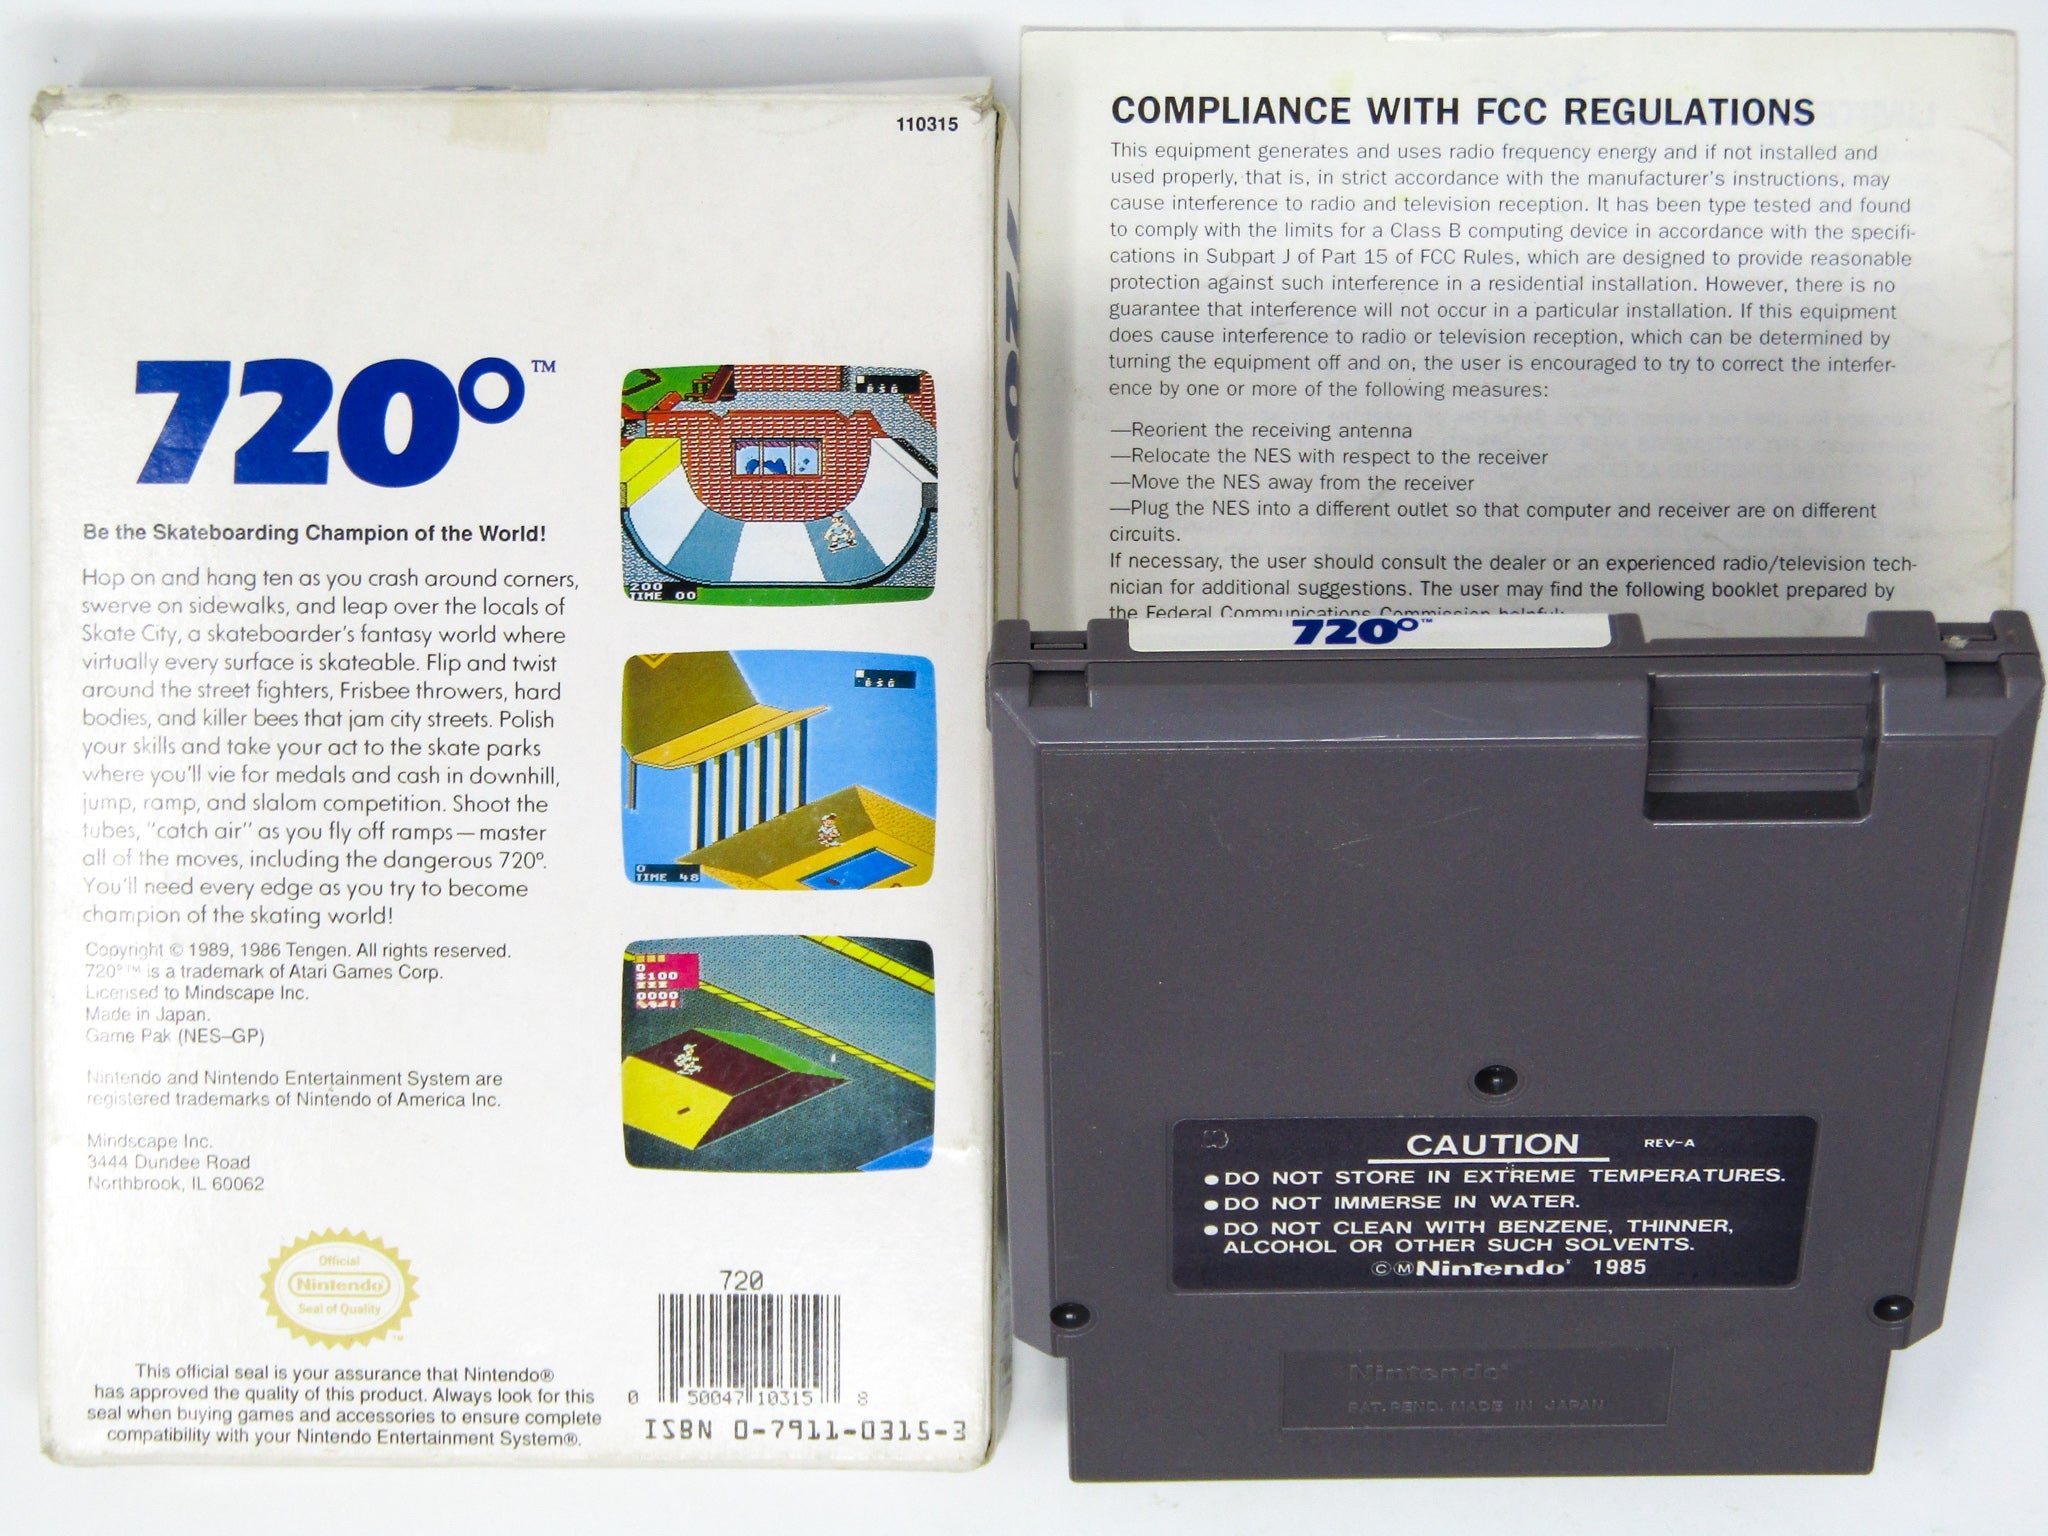 110315
720°™
Be the Skateboarding Champion of the World!
Hop on and hang ten as you crash around corners,
swerve on sidewalks, and leap over the locals of
Skate City, a skateboarder's fantasy world where
virtually every surface is skateable. Flip and twist
around the street fighters, Frisbee throwers, hard
bodies, and killer bees that jam city streets. Polish
your skills and take your act to the skate parks
where you'll vie for medals and cash in downhill,
jump, ramp, and slalom competition. Shoot the
tubes, "catch air" as you fly off ramps—master
all of the moves, including the dangerous 720°.
You'll need every edge as you try to become
champion of the skating world!
Copyright © 1989, 1986 Tengen. All rights reserved.
720°™ is a trademark of Atari Games Corp.
Licensed to Mindscape Inc.
Made in Japan.
Game Pak (NES–GP)
Nintendo and Nintendo Entertainment System are
registered trademarks of Nintendo of America Inc.
Mindscape Inc.
3444 Dundee Road
Northbrook, IL 60062
Official
Nintendo
Seal of Quality
™
This official seal is your assurance that Nintendo®
has approved the quality of this product. Always look for this
seal when buying games and accessories to ensure complete
compatibility with your Nintendo Entertainment System®.
200
TIME 00
0
TIME 48
0
$100
0000
720
0 50047 10315 8
ISBN 0-7911-0315-3
720°
COMPLIANCE WITH FCC REGULATIONS
This equipment generates and uses radio frequency energy and if not installed and
used properly, that is, in strict accordance with the manufacturer's instructions, may
cause interference to radio and television reception. It has been type tested and found
to comply with the limits for a Class B computing device in accordance with the specifi-
cations in Subpart J of Part 15 of FCC Rules, which are designed to provide reasonable
protection against such interference in a residential installation. However, there is no
guarantee that interference will not occur in a particular installation. If this equipment
does cause interference to radio or television reception, which can be determined by
turning the equipment off and on, the user is encouraged to try to correct the interfer-
ence by one or more of the following measures:
—Reorient the receiving antenna
—Relocate the NES with respect to the receiver
—Move the NES away from the receiver
—Plug the NES into a different outlet so that computer and receiver are on different
circuits.
If necessary, the user should consult the dealer or an experienced radio/television tech-
nician for additional suggestions. The user may find the following booklet prepared by
the Federal Communications Commission helpful:
720°™
CAUTION REV-A
●DO NOT STORE IN EXTREME TEMPERATURES.
●DO NOT IMMERSE IN WATER.
●DO NOT CLEAN WITH BENZENE, THINNER,
ALCOHOL OR OTHER SUCH SOLVENTS.
ⒸⓂNintendo® 1985
Nintendo®
PAT. PEND. MADE IN JAPAN